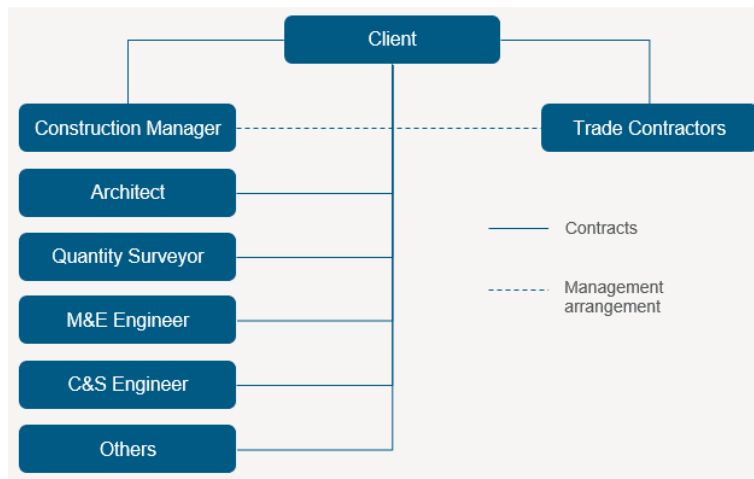 Client
Construction Manager
Trade Contractors
Architect
Quantity Surveyor
Contracts
M&E Engineer
Management
arrangement
C&S Engineer
Others